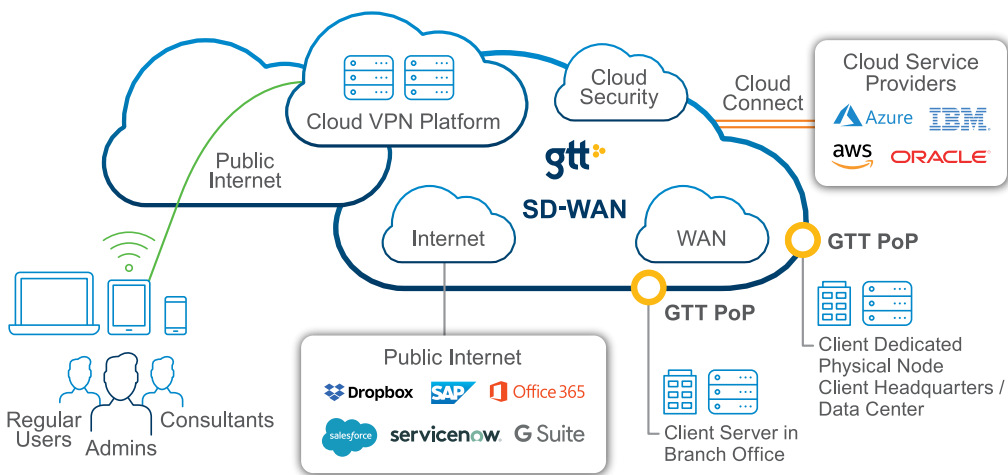 Cloud VPN Platform
Public
Internet
Cloud
Security
gtt
SD-WAN
Internet
WAN
Cloud
Connect
Cloud Service
Providers
Azure
IBM®
aws
ORACLE®
GTT PoP
GTT PoP
Client Dedicated
Physical Node
Client Headquarters /
Data Center
Client Server in
Branch Office
Public Internet
Dropbox
SAP
Office 365
salesforce
servicenow.
G Suite
Regular
Users
Admins
Consultants